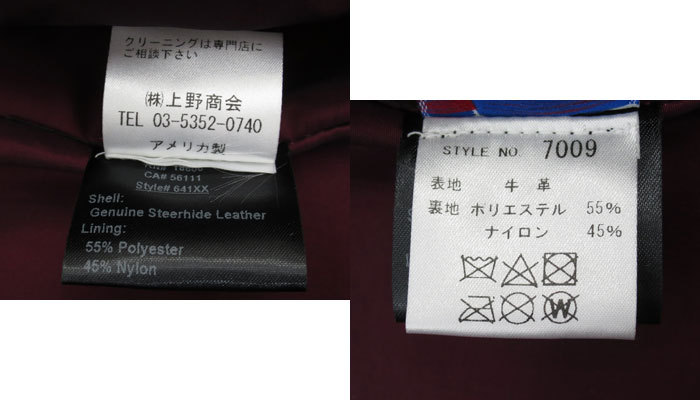 クリーニングは専門店に
ご相談下さい
㈱上野商会
TEL 03-5352-0740
アメリカ製
CA# 56111
Style# 641XX
Shell:
Genuine Steerhide Leather
Lining:
55% Polyester
45% Nylon
STYLE NO. 7009
表地 牛革
裏地 ポリエステル 55%
ナイロン 45%
W